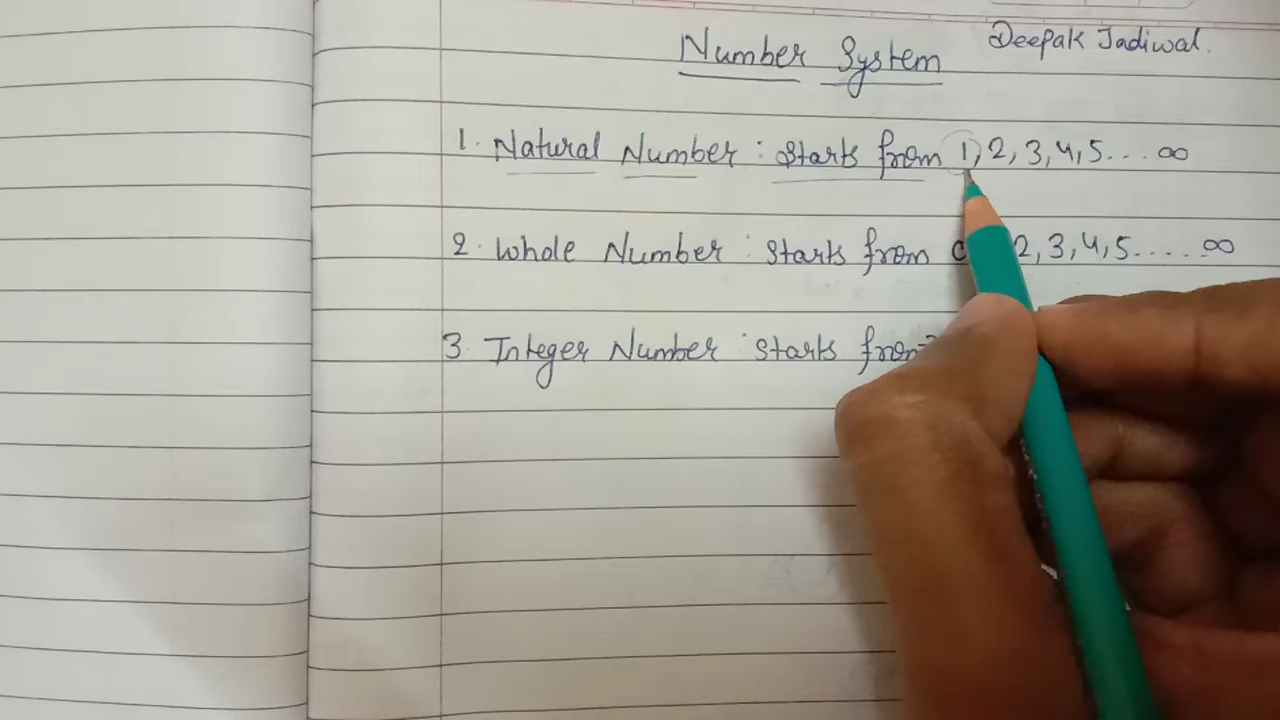 Number System Deepak Jadiwal.
1. Natural Number : Starts from 1, 2, 3, 4, 5... ∞
2. Whole Number : Starts from 2, 3, 4, 5..... ∞
3. Integer Number : Starts from